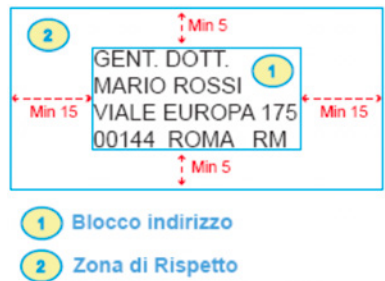 2
Min 5
GENT. DOTT.
1
MARIO ROSSI
Min 15 VIALE EUROPA 175 Min 15
00144 ROMA RM
Min 5
1 Blocco indirizzo
2 Zona di Rispetto